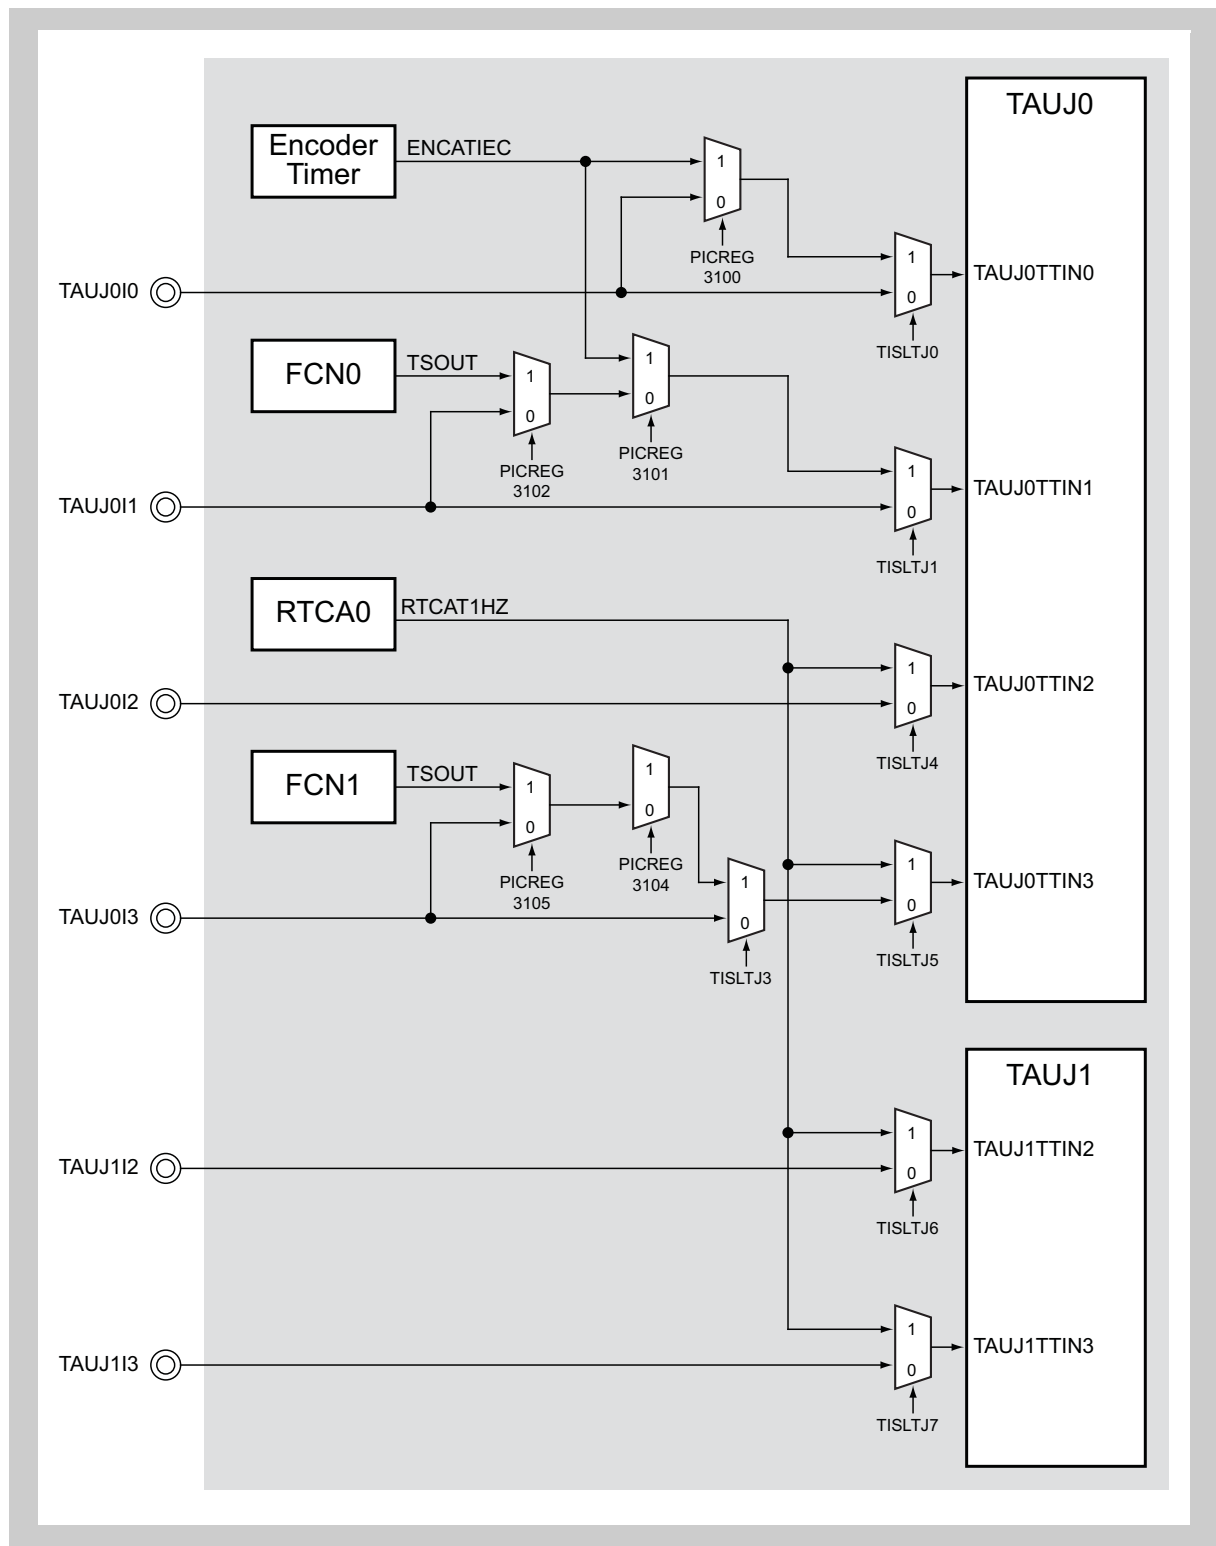 TAUJ0
Encoder
Timer
ENCATIEC
1
0
PICREG
3100
1
TAUJ0TTIN0
TAUJ0I0
0
TISLTJ0
FCN0
TSOUT
1
0
PICREG
3102
1
0
PICREG
3101
1
TAUJ0TTIN1
TAUJ0I1
0
TISLTJ1
RTCA0
RTCAT1HZ
1
TAUJ0TTIN2
TAUJ0I2
0
TISLTJ4
FCN1
TSOUT
1
0
PICREG
3105
1
0
PICREG
3104
1
0
TISLTJ3
1
TAUJ0TTIN3
0
TISLTJ5
TAUJ0I3
TAUJ1
1
TAUJ1TTIN2
TAUJ1I2
0
TISLTJ6
1
TAUJ1TTIN3
TAUJ1I3
0
TISLTJ7